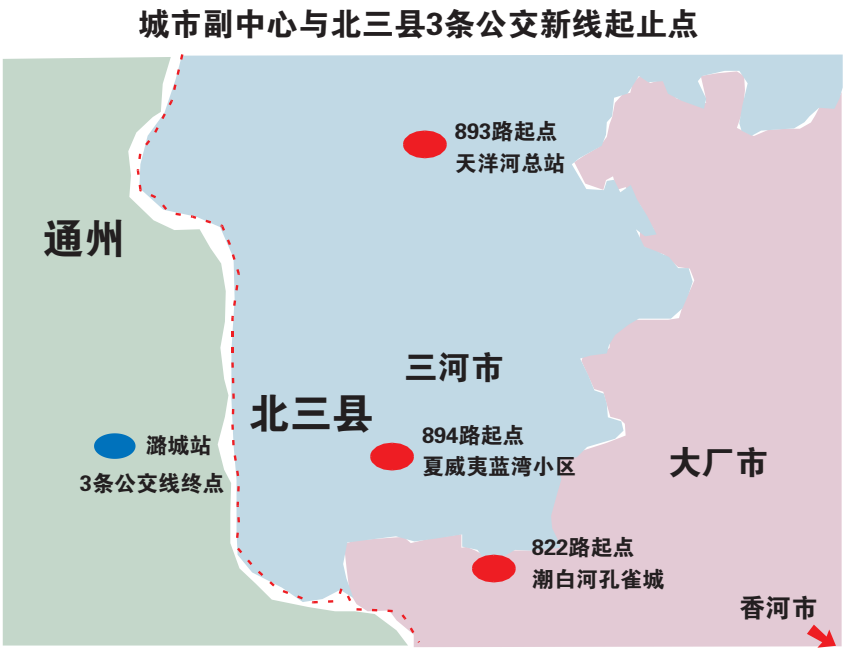 城市副中心与北三县3条公交新线起止点
893路起点
天洋河总站
通州
三河市
北三县
894路起点
夏威夷蓝湾小区
潞城站
3条公交线终点
大厂市
822路起点
潮白河孔雀城
香河市